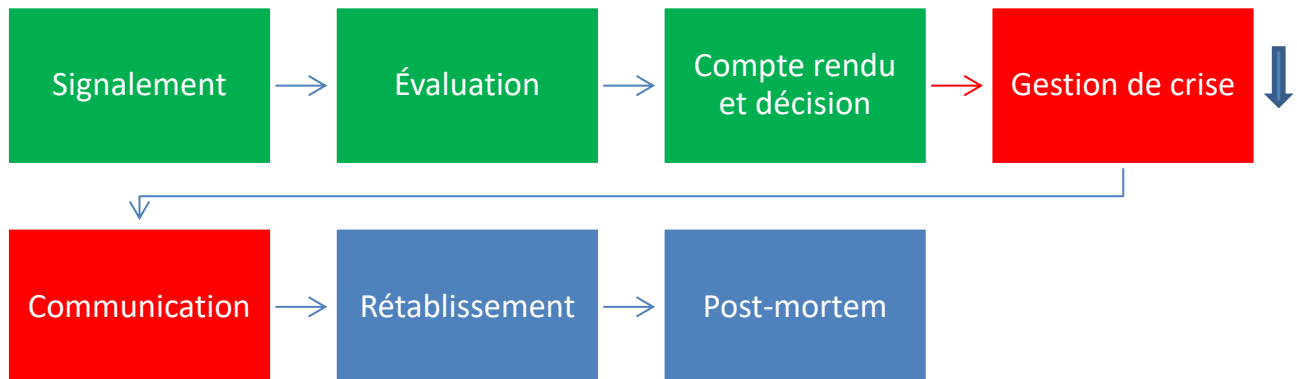 Signalement
Évaluation
Compte rendu
et décision
Gestion de crise
Communication
Rétablissement
Post-mortem